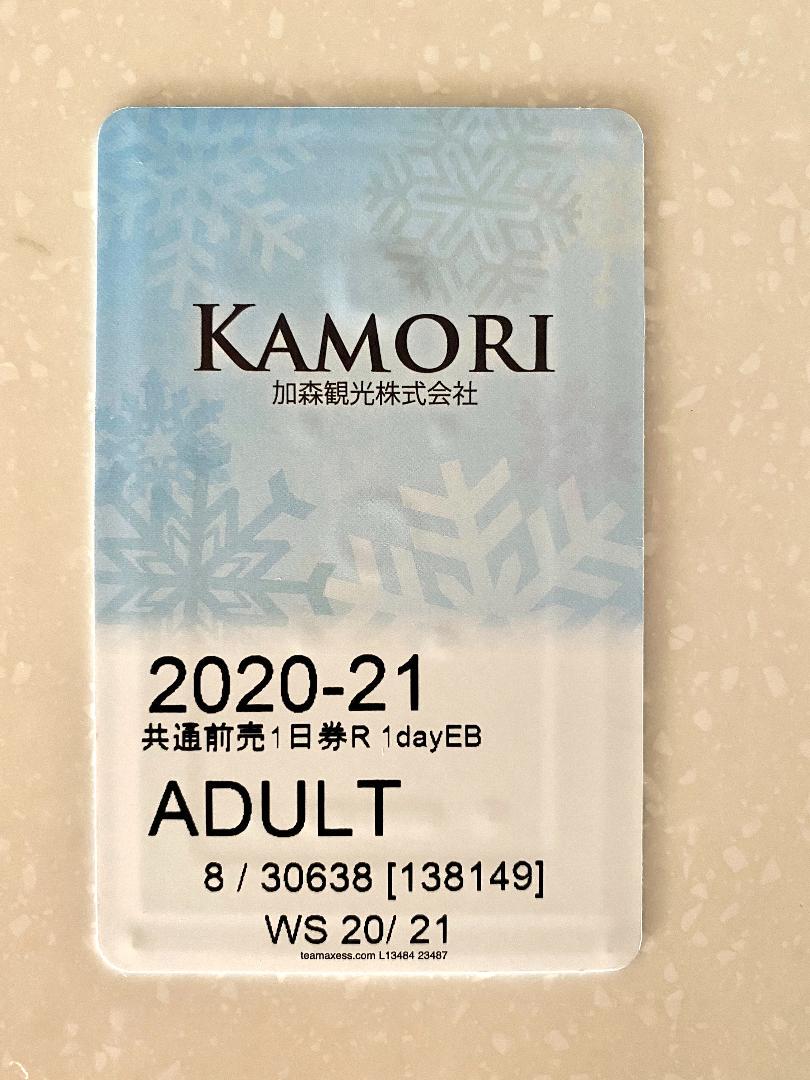 KAMORI
加森観光株式会社
2020-21
共通前売1日券R 1dayEB
ADULT
8 / 30638 [138149]
WS 20/ 21
teamaxess.com L13484 23487